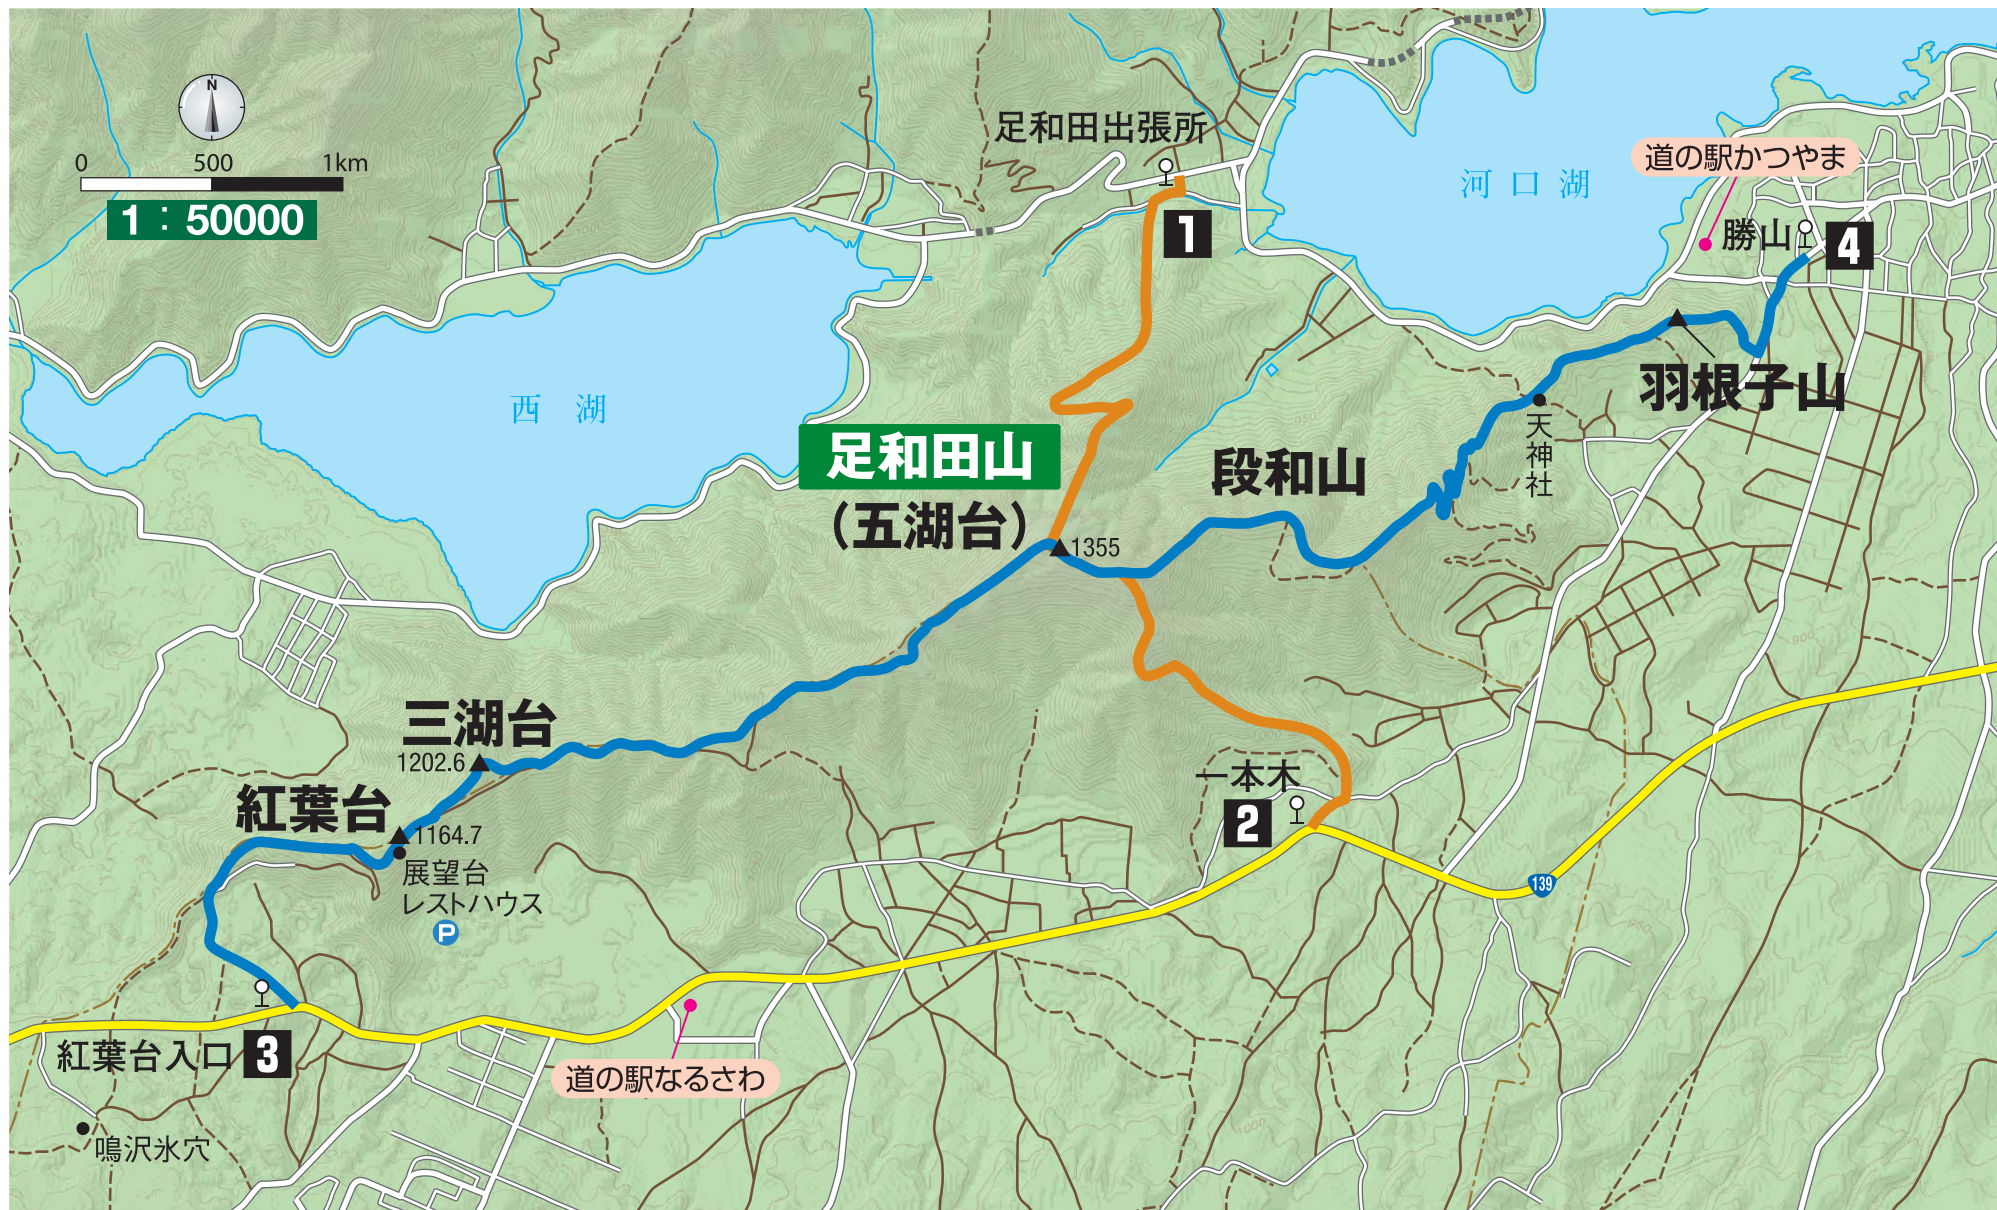 N
0 500 1km
1：50000
足和田出張所
1
河口湖
道の駅かつやま
勝山
4
西湖
羽根子山
天神社
足和田山
（五湖台）
1355
段和山
三湖台
1202.6
紅葉台
1164.7
展望台
レストハウス
P
一本木
2
139
900
1000
紅葉台入口
3
道の駅なるさわ
鳴沢氷穴